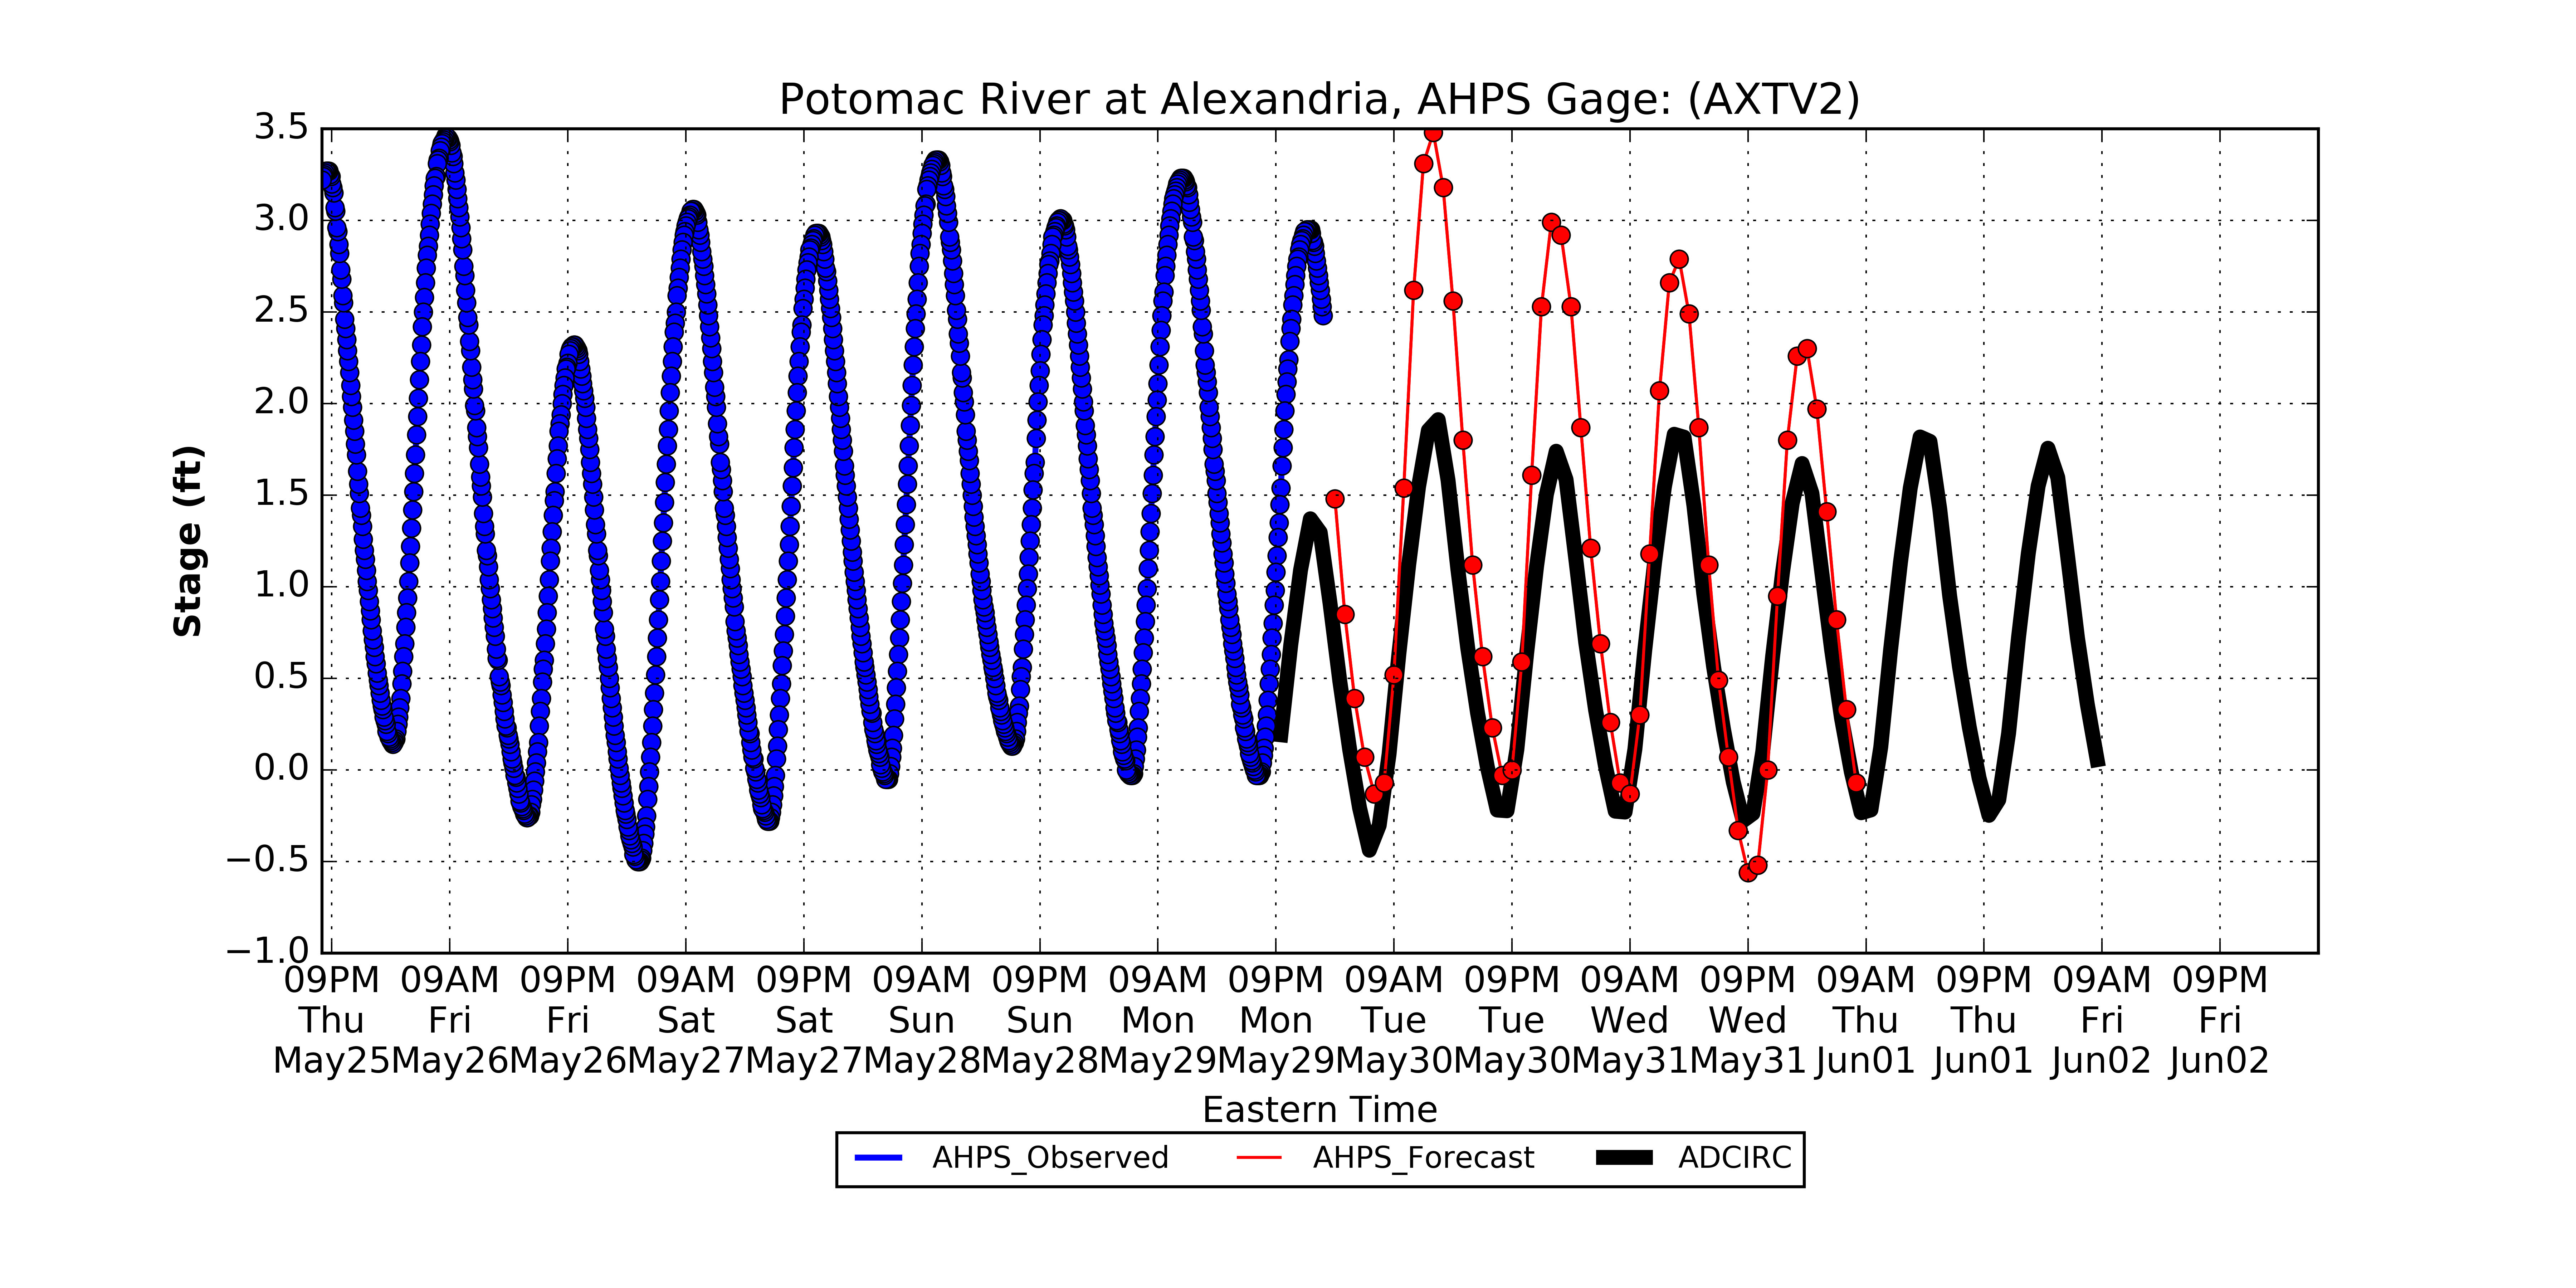 Potomac River at Alexandria, AHPS Gage: (AXTV2)
3.5
3.0
2.5
2.0
1.5
1.0
0.5
0.0
−0.5
−1.0
Stage (ft)
09PM 09AM 09PM 09AM 09PM 09AM 09PM 09AM 09PM 09AM 09PM 09AM 09PM 09AM 09PM 09AM 09PM
Thu Fri Fri Sat Sat Sun Sun Mon Mon Tue Tue Wed Wed Thu Thu Fri Fri
May25 May26 May26 May27 May27 May28 May28 May29 May29 May30 May30 May31 May31 Jun01 Jun01 Jun02 Jun02
Eastern Time
AHPS_Observed AHPS_Forecast ADCIRC